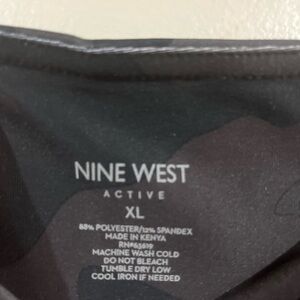 NINE WEST
ACTIVE
XL
88% POLYESTER/12% SPANDEX
MADE IN KENYA
RN#63619
MACHINE WASH COLD
DO NOT BLEACH
TUMBLE DRY LOW
COOL IRON IF NEEDED